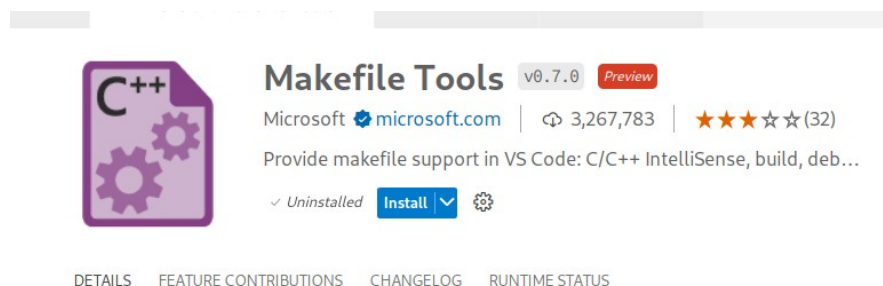 Makefile Tools v0.7.0 Preview
Microsoft microsoft.com 3,267,783 (32)
Provide makefile support in VS Code: C/C++ IntelliSense, build, deb...
Uninstalled Install
C++
DETAILS FEATURE CONTRIBUTIONS CHANGELOG RUNTIME STATUS